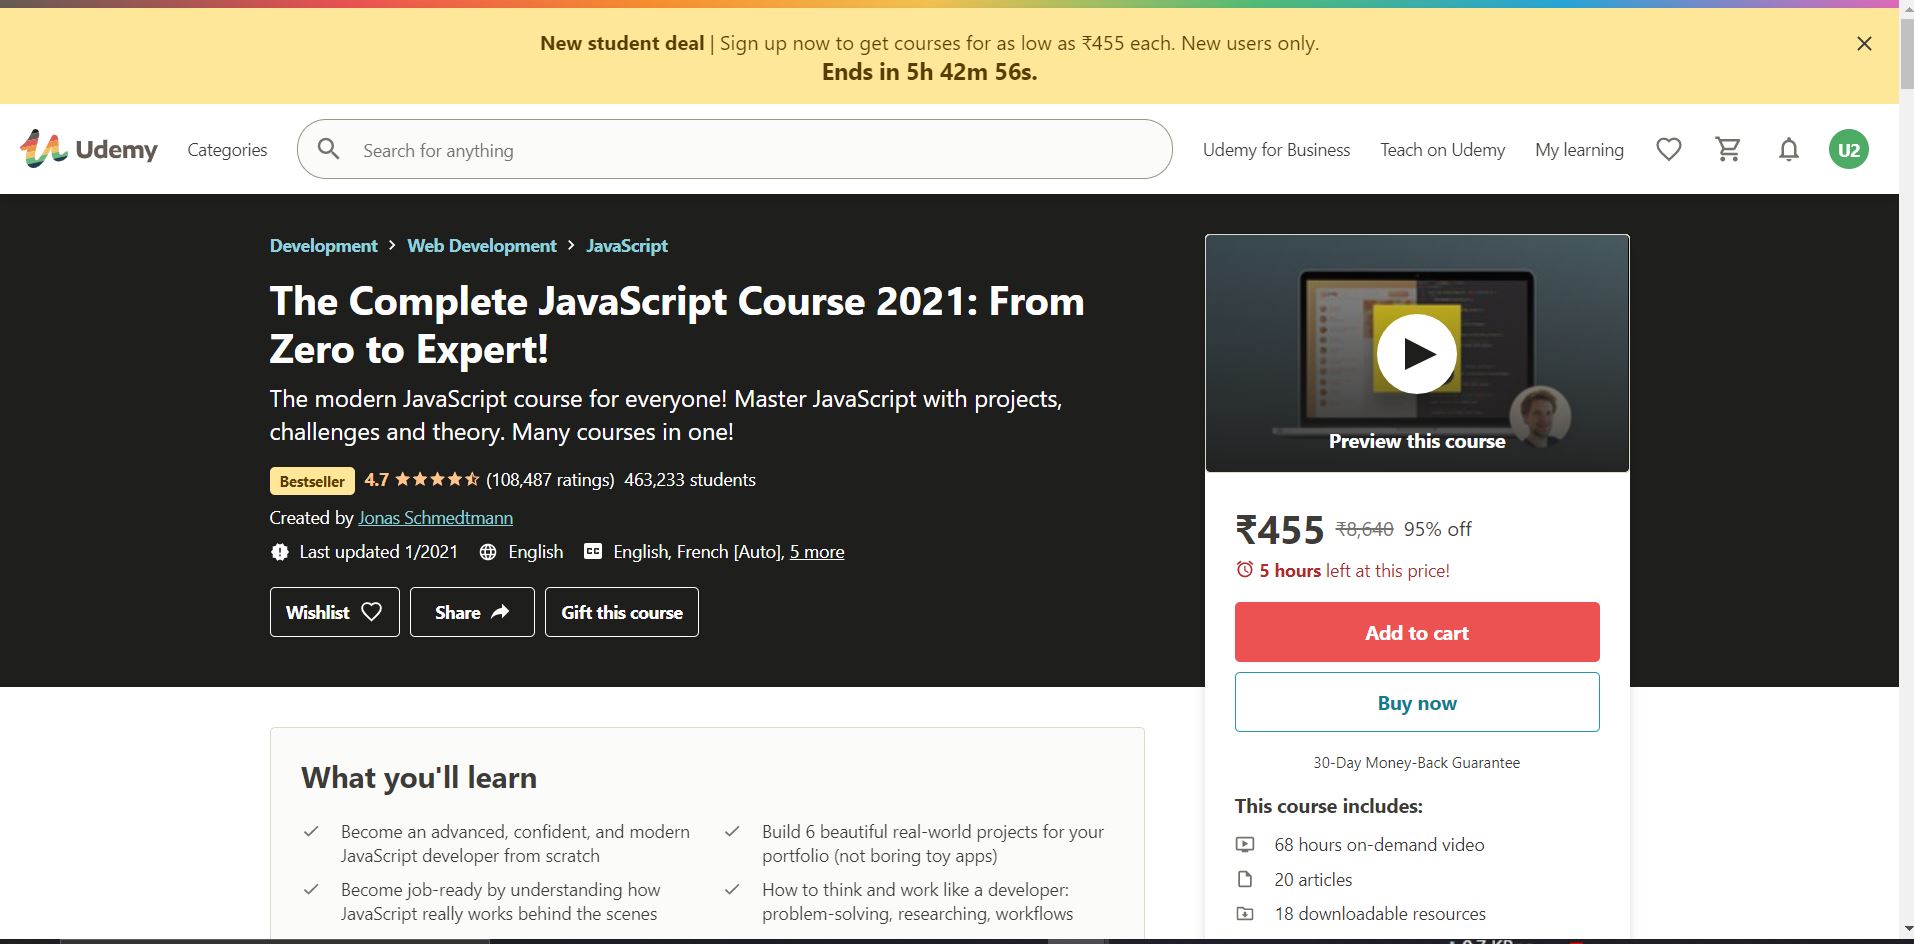 New student deal | Sign up now to get courses for as low as ₹455 each. New users only.
Ends in 5h 42m 56s.
Udemy
Categories
Search for anything
Udemy for Business
Teach on Udemy
My learning
U2
Development > Web Development > JavaScript
The Complete JavaScript Course 2021: From
Zero to Expert!
The modern JavaScript course for everyone! Master JavaScript with projects,
challenges and theory. Many courses in one!
Bestseller 4.7 (108,487 ratings) 463,233 students
Created by Jonas Schmedtmann
Last updated 1/2021 English CC English, French [Auto], 5 more
Wishlist
Share
Gift this course
Preview this course
₹455 ₹8,640 95% off
5 hours left at this price!
Add to cart
Buy now
30-Day Money-Back Guarantee
This course includes:
68 hours on-demand video
20 articles
18 downloadable resources
What you'll learn
Become an advanced, confident, and modern
JavaScript developer from scratch
Build 6 beautiful real-world projects for your
portfolio (not boring toy apps)
Become job-ready by understanding how
JavaScript really works behind the scenes
How to think and work like a developer:
problem-solving, researching, workflows